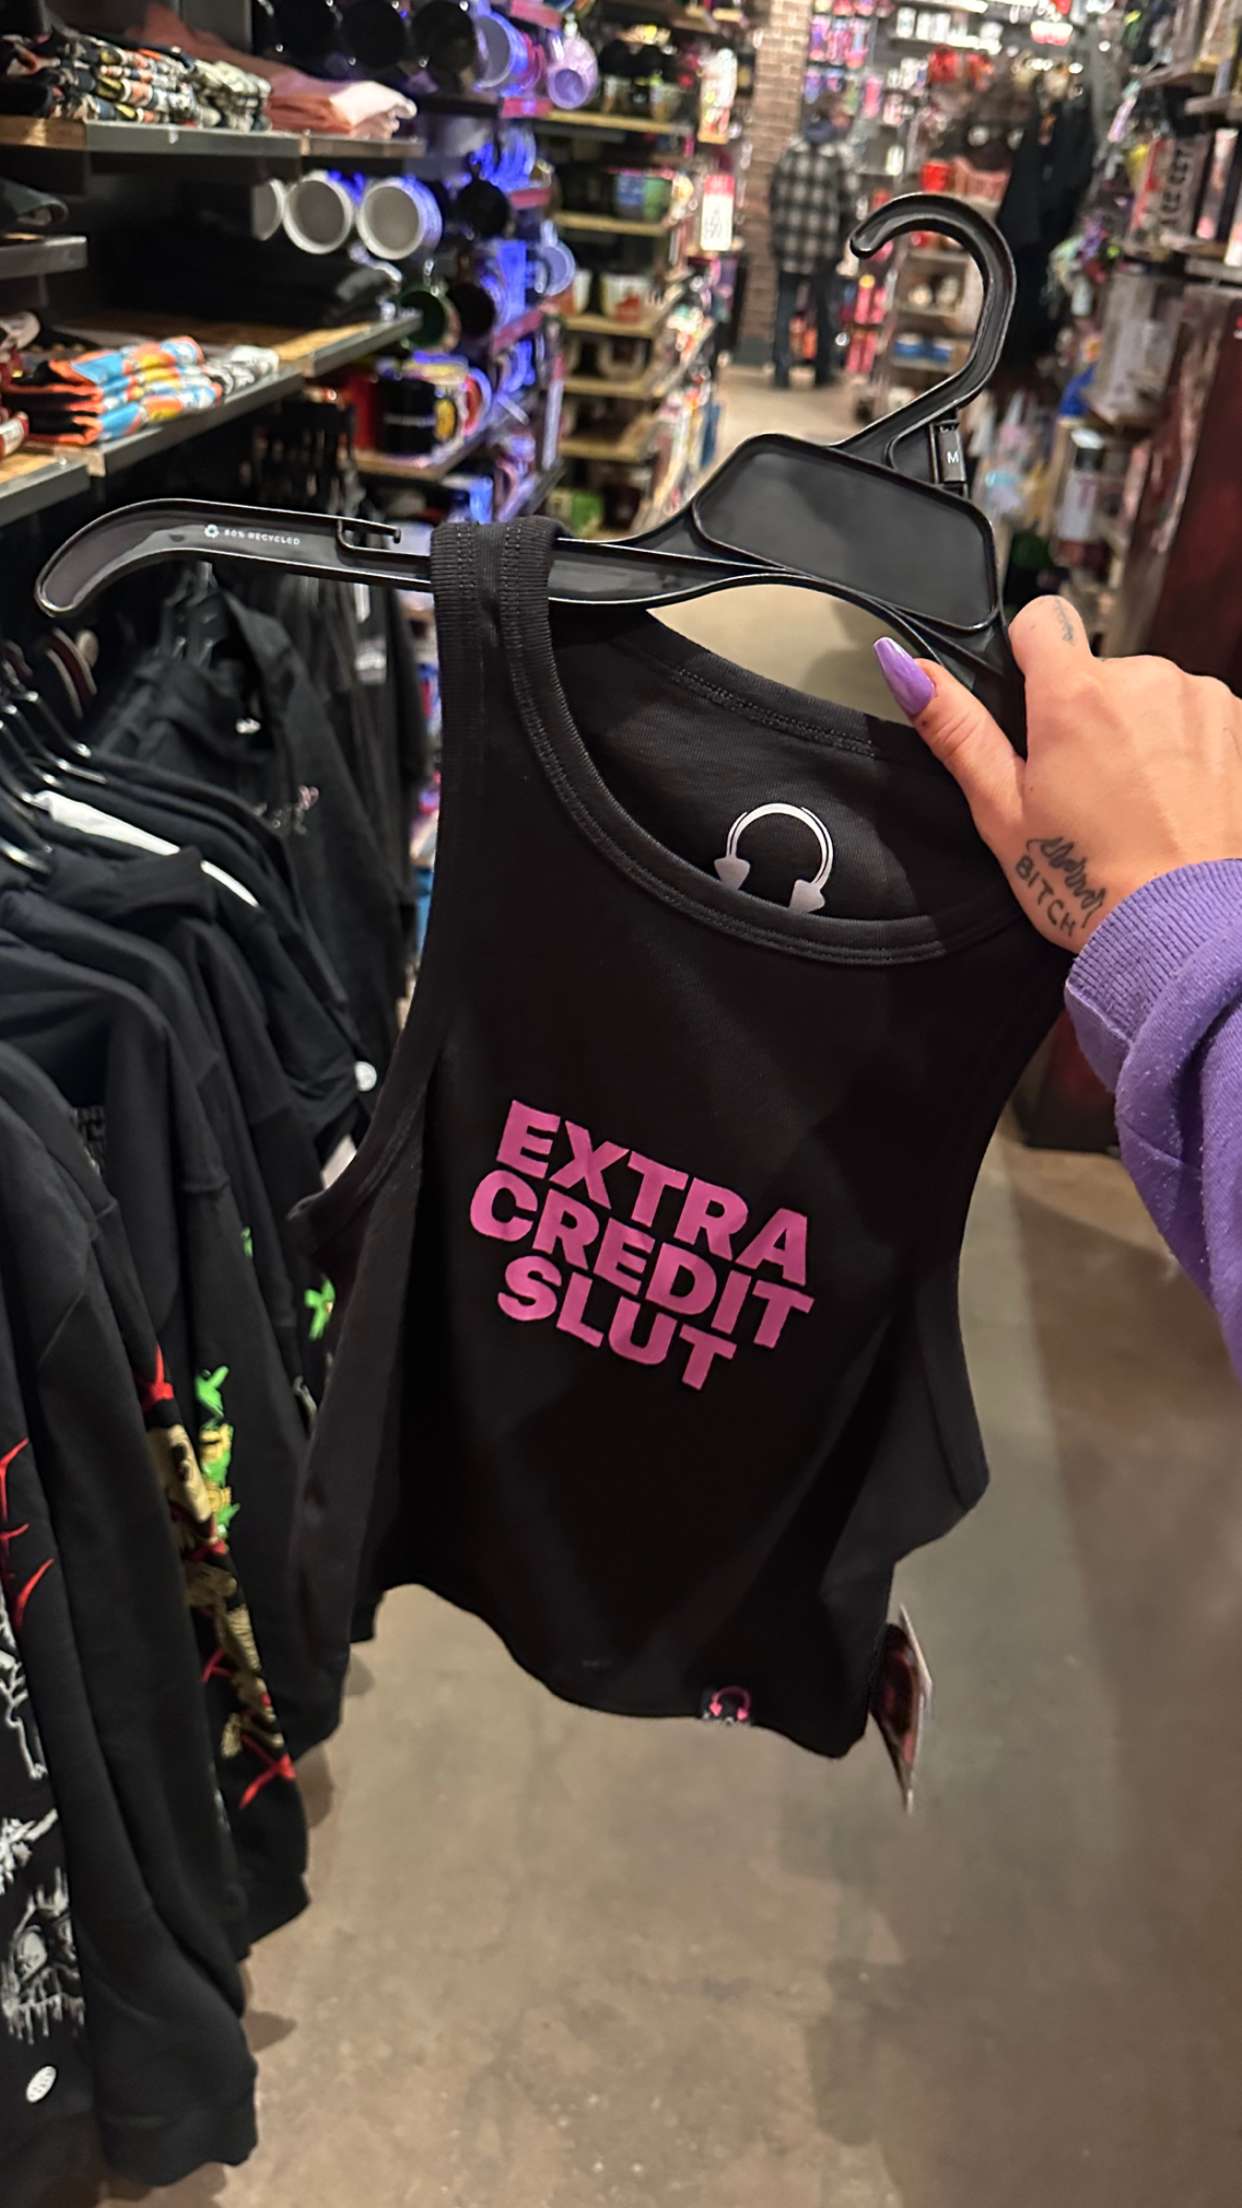 M
80% RECYCLED
BITCH
EXTRA
CREDIT
SLUT